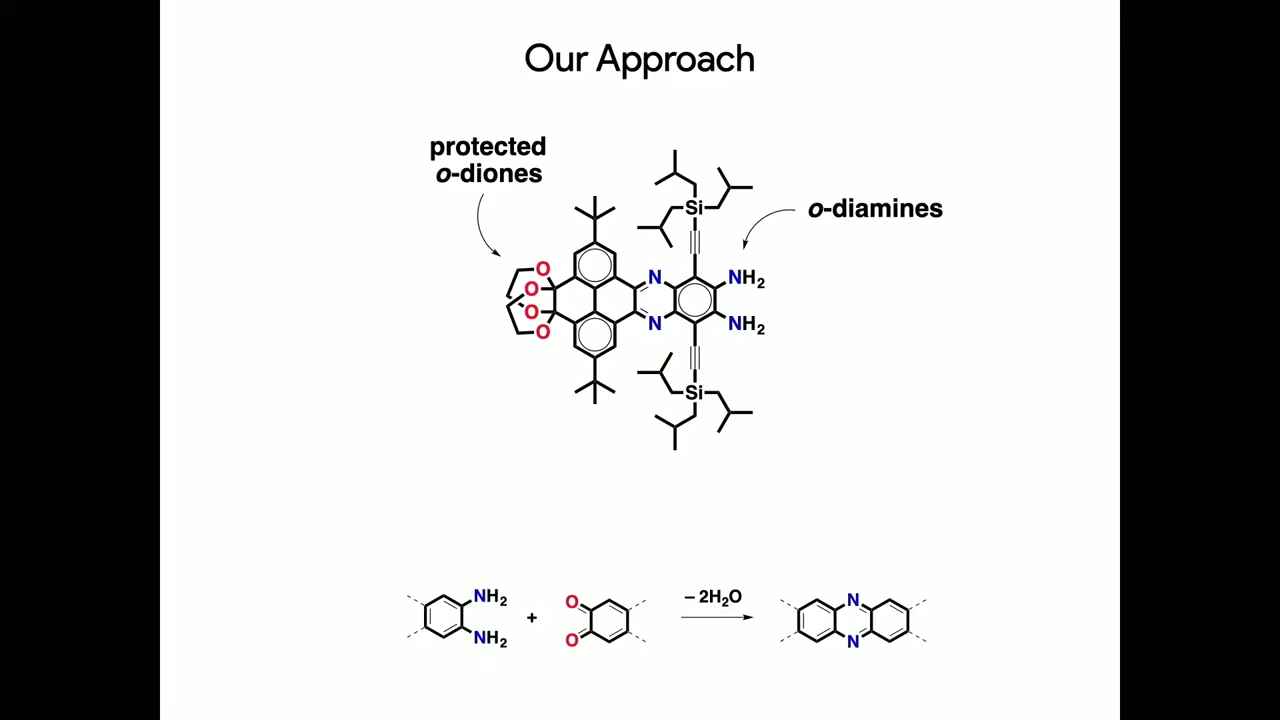 Our Approach
protected
o-diones
o-diamines
Si
O
O
O
O
N
N
NH₂
NH₂
Si
NH₂
NH₂
+
O
O
– 2H₂O
N
N